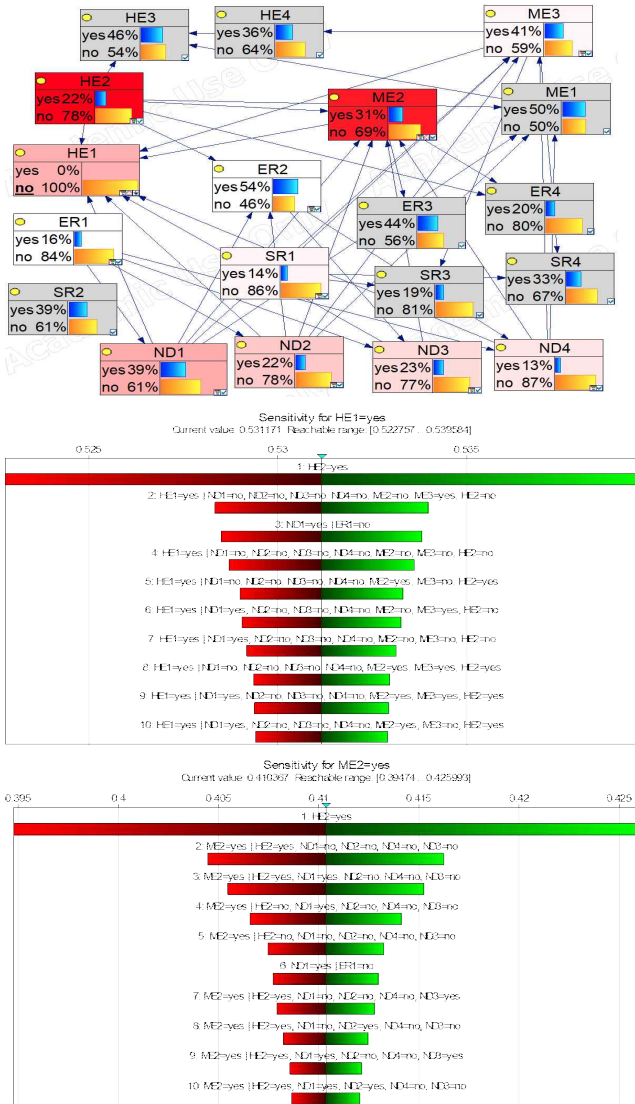 HE3
yes 46%
no 54%
HE4
yes 36%
no 64%
ME3
yes 41%
no 59%
HE2
yes 22%
no 78%
ME2
yes 31%
no 69%
ME1
yes 50%
no 50%
HE1
yes 0%
no 100%
ER2
yes 54%
no 46%
ER3
yes 44%
no 56%
ER4
yes 20%
no 80%
ER1
yes 16%
no 84%
SR1
yes 14%
no 86%
SR3
yes 19%
no 81%
SR4
yes 33%
no 67%
SR2
yes 39%
no 61%
ND1
yes 39%
no 61%
ND2
yes 22%
no 78%
ND3
yes 23%
no 77%
ND4
yes 13%
no 87%
Sensitivity for HE1=yes
Current value: 0.531171 Reachable range: [0.522757 .. 0.539584]
0.525 0.53 0.535
1: HE2=yes
2: HE1=yes | ND1=no, ND2=no, ND3=no, ND4=no, ME2=no, ME3=yes, HE2=no
3: ND1=yes | ER1=no
4: HE1=yes | ND1=no, ND2=no, ND3=no, ND4=no, ME2=no, ME3=no, HE2=no
5: HE1=yes | ND1=no, ND2=no, ND3=no, ND4=no, ME2=yes, ME3=no, HE2=yes
6: HE1=yes | ND1=yes, ND2=no, ND3=no, ND4=no, ME2=no, ME3=yes, HE2=no
7: HE1=yes | ND1=yes, ND2=no, ND3=no, ND4=no, ME2=no, ME3=no, HE2=no
8: HE1=yes | ND1=no, ND2=no, ND3=no, ND4=no, ME2=yes, ME3=yes, HE2=yes
9: HE1=yes | ND1=yes, ND2=no, ND3=no, ND4=no, ME2=yes, ME3=yes, HE2=yes
10: HE1=yes | ND1=no, ND2=no, ND3=no, ND4=no, ME2=yes, ME3=no, HE2=no
Sensitivity for ME2=yes
Current value: 0.410367 Reachable range: [0.39474 .. 0.425993]
0.395 0.4 0.405 0.41 0.415 0.42 0.425
1: HE2=yes
2: ME2=yes | HE2=yes, ND1=no, ND2=no, ND4=no, ND3=no
3: ME2=yes | HE2=yes, ND1=yes, ND2=no, ND4=no, ND3=no
4: ME2=yes | HE2=no, ND1=yes, ND2=no, ND4=no, ND3=no
5: ME2=yes | HE2=no, ND1=no, ND2=no, ND4=no, ND3=no
6: ND1=yes | ER1=no
7: ME2=yes | HE2=yes, ND1=no, ND2=no, ND4=no, ND3=yes
8: ME2=yes | HE2=yes, ND1=no, ND2=yes, ND4=no, ND3=no
9: ME2=yes | HE2=yes, ND1=yes, ND2=no, ND4=no, ND3=yes
10: ME2=yes | HE2=yes, ND1=yes, ND2=yes, ND4=no, ND3=no